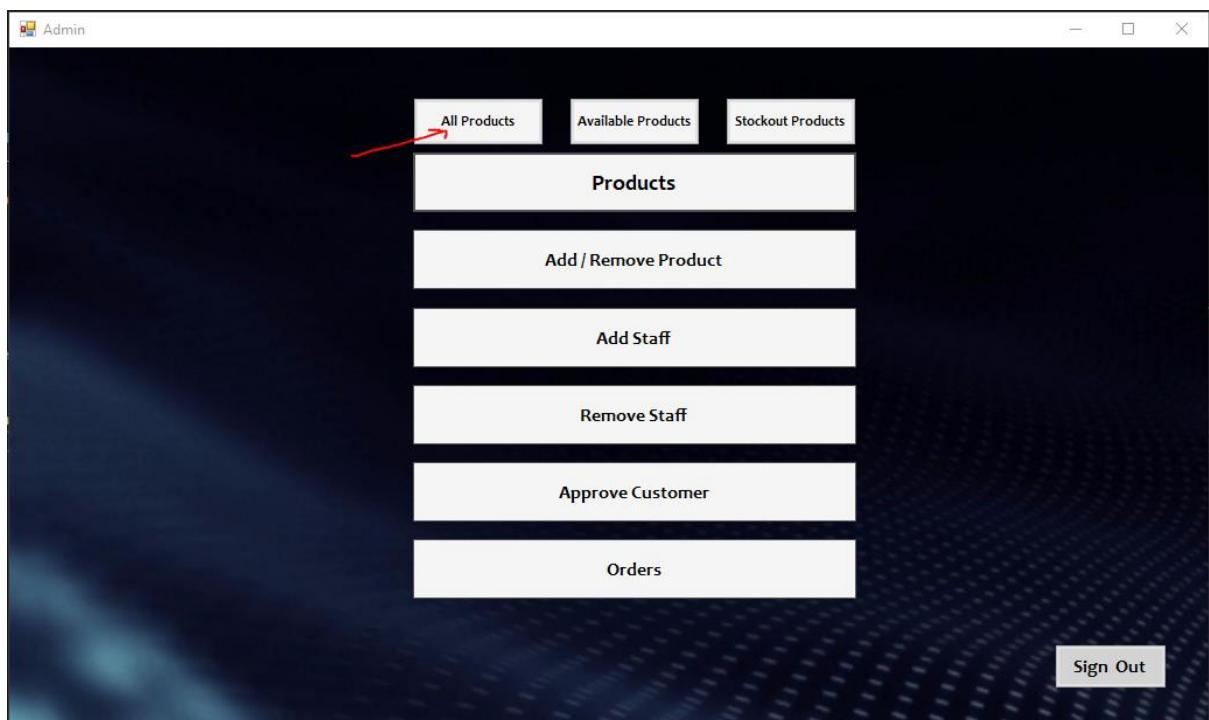 Admin
All Products
Available Products
Stockout Products
Products
Add / Remove Product
Add Staff
Remove Staff
Approve Customer
Orders
Sign Out